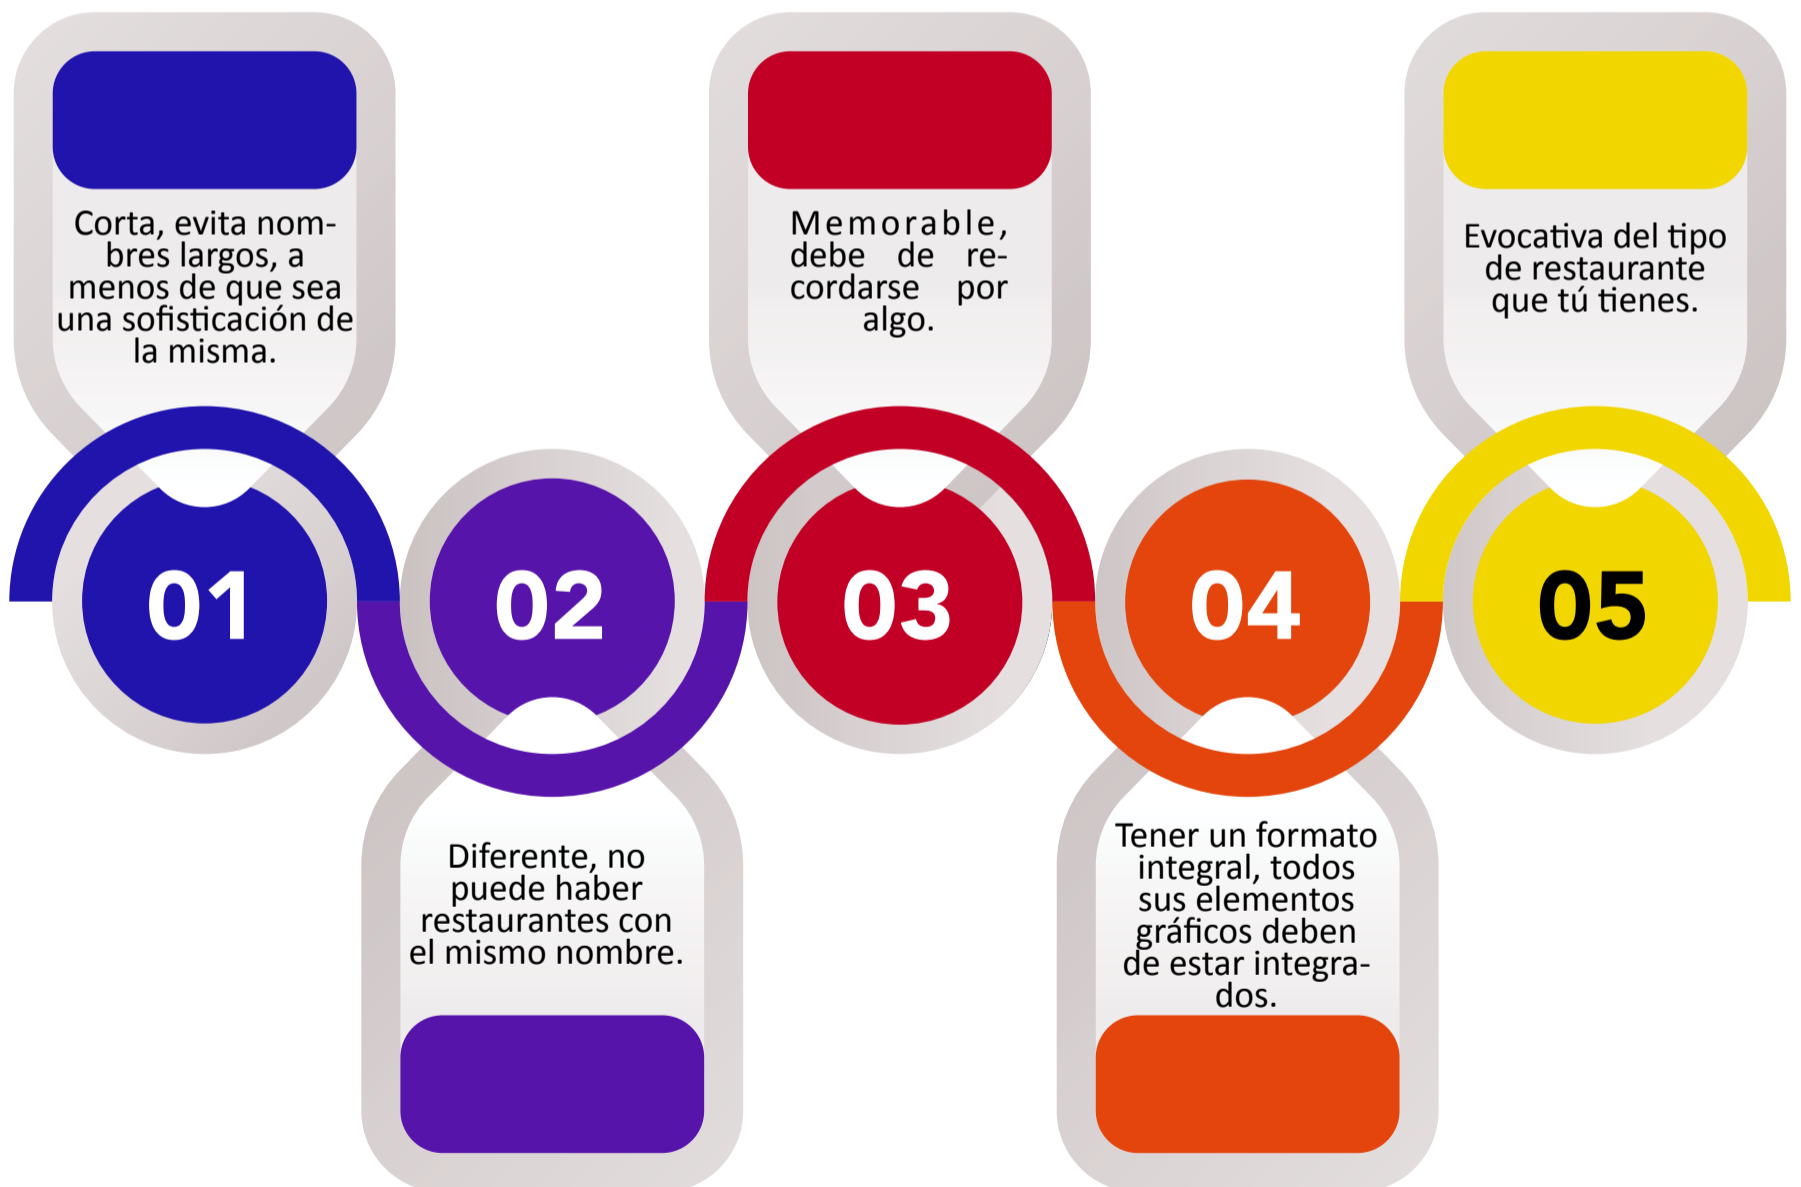 Corta, evita nom-
bres largos, a
menos de que sea
una sofisticación de
la misma.
01
02
Diferente, no
puede haber
restaurantes con
el mismo nombre.
Memorable,
debe de re-
cordarse por
algo.
03
04
Tener un formato
integral, todos
sus elementos
gráficos deben
de estar integra-
dos.
Evocativa del tipo
de restaurante
que tú tienes.
05